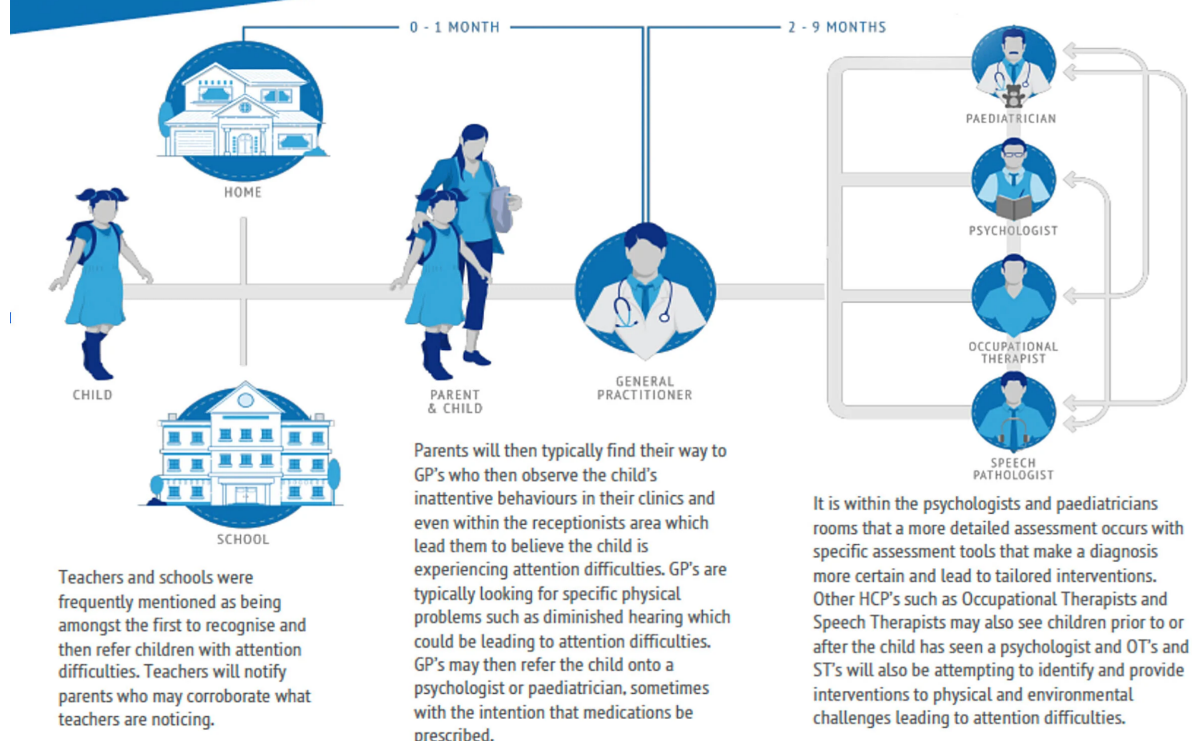 0 - 1 MONTH
2 - 9 MONTHS
HOME
CHILD
SCHOOL
PARENT
& CHILD
GENERAL
PRACTITIONER
PAEDIATRICIAN
PSYCHOLOGIST
OCCUPATIONAL
THERAPIST
SPEECH
PATHOLOGIST
Teachers and schools were
frequently mentioned as being
amongst the first to recognise and
then refer children with attention
difficulties. Teachers will notify
parents who may corroborate what
teachers are noticing.
Parents will then typically find their way to
GP's who then observe the child's
inattentive behaviours in their clinics and
even within the receptionists area which
lead them to believe the child is
experiencing attention difficulties. GP's are
typically looking for specific physical
problems such as diminished hearing which
could be leading to attention difficulties.
GP's may then refer the child onto a
psychologist or paediatrician, sometimes
with the intention that medications be
prescribed.
It is within the psychologists and paediatricians
rooms that a more detailed assessment occurs with
specific assessment tools that make a diagnosis
more certain and lead to tailored interventions.
Other HCP's such as Occupational Therapists and
Speech Therapists may also see children prior to or
after the child has seen a psychologist and OT's and
ST's will also be attempting to identify and provide
interventions to physical and environmental
challenges leading to attention difficulties.